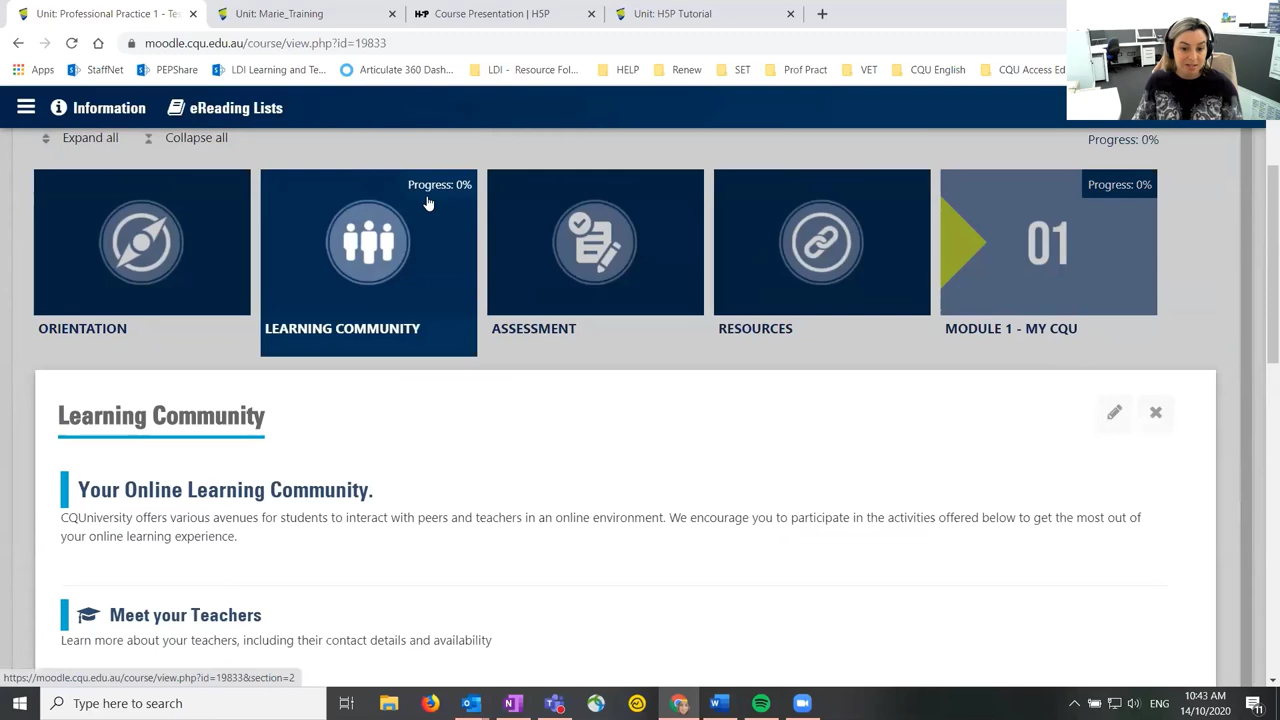 Unit: Professional Practice 1 - Tes
Unit: Marie_Training
H5P Course Presentation | H5P
Unit: H5P Tutorial
moodle.cqu.edu.au/course/view.php?id=19833
Apps
StaffNet
PEPShare
LDI Learning and Te...
Articulate 360 Das
LDI - Resource Fol...
HELP
Renew
SET
Prof Pract
VET
CQU English
CQU Access Ed
Information
eReading Lists
Expand all
Collapse all
Progress: 0%
Progress: 0%
Progress: 0%
01
ORIENTATION
LEARNING COMMUNITY
ASSESSMENT
RESOURCES
MODULE 1 - MY CQU
Learning Community
Your Online Learning Community.
CQUniversity offers various avenues for students to interact with peers and teachers in an online environment. We encourage you to participate in the activities offered below to get the most out of
your online learning experience.
Meet your Teachers
Learn more about your teachers, including their contact details and availability
https://moodle.cqu.edu.au/course/view.php?id=19833&section=2
Type here to search
ENG
10:43 AM
14/10/2020
11